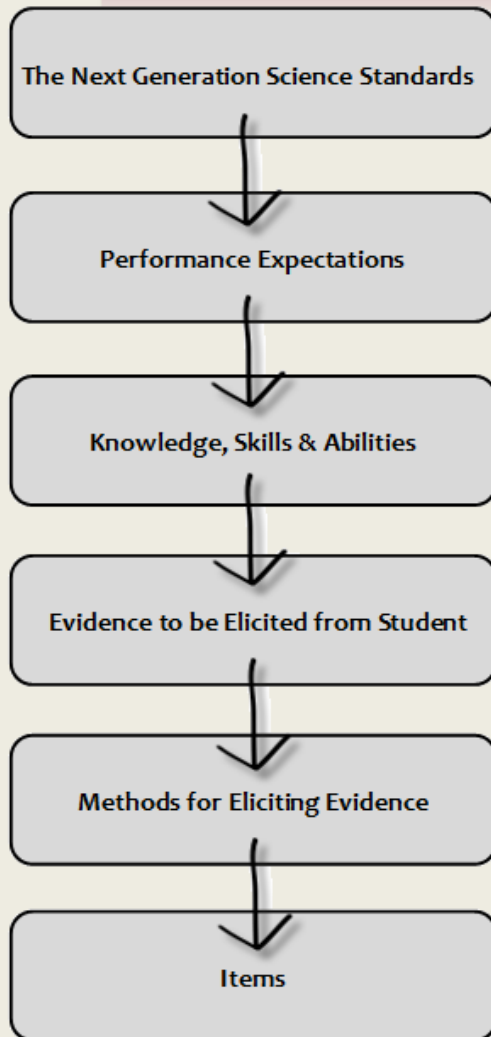 The Next Generation Science Standards
Performance Expectations
Knowledge, Skills & Abilities
Evidence to be Elicited from Student
Methods for Eliciting Evidence
Items